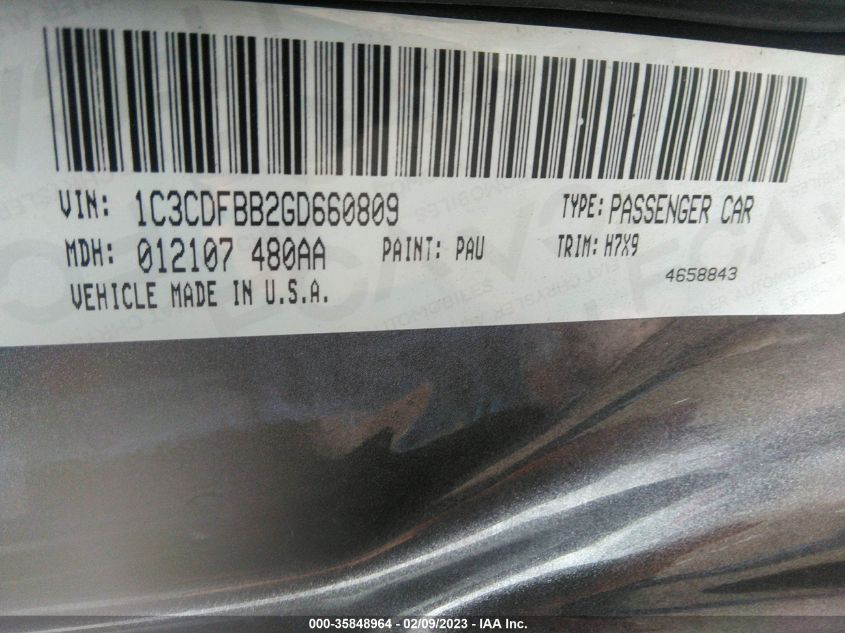 VIN: 1C3CDFBB2GD660809 TYPE: PASSENGER CAR
MDH: 012107 480AA PAINT: PAU TRIM: H7X9
4658843
VEHICLE MADE IN U.S.A.
000-35848964 - 02/09/2023 - IAA Inc.